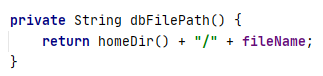 private String dbFilePath() {
    return homeDir() + "/" + fileName;
}